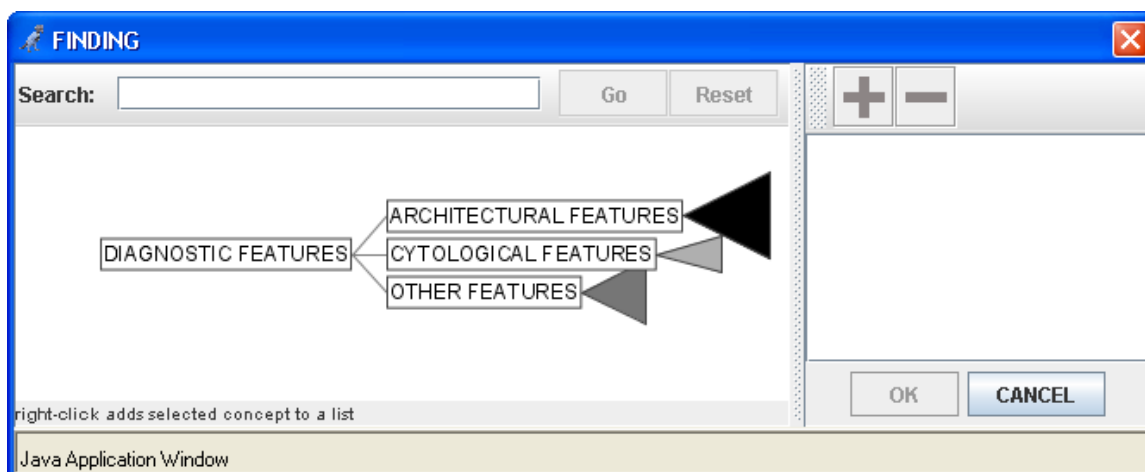 FINDING
Search: Go Reset
ARCHITECTURAL FEATURES
DIAGNOSTIC FEATURES CYTOLOGICAL FEATURES
OTHER FEATURES
OK CANCEL
right-click adds selected concept to a list
Java Application Window